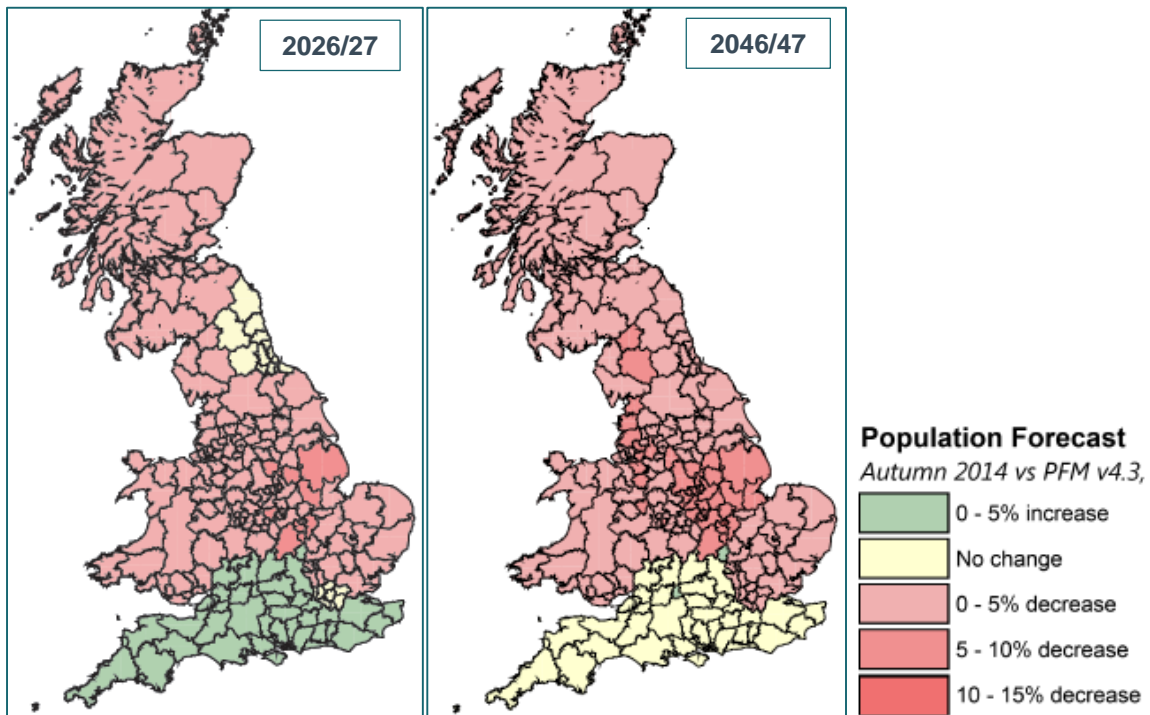 2026/27
2046/47
Population Forecast
Autumn 2014 vs PFM v4.3,
0 - 5% increase
No change
0 - 5% decrease
5 - 10% decrease
10 - 15% decrease